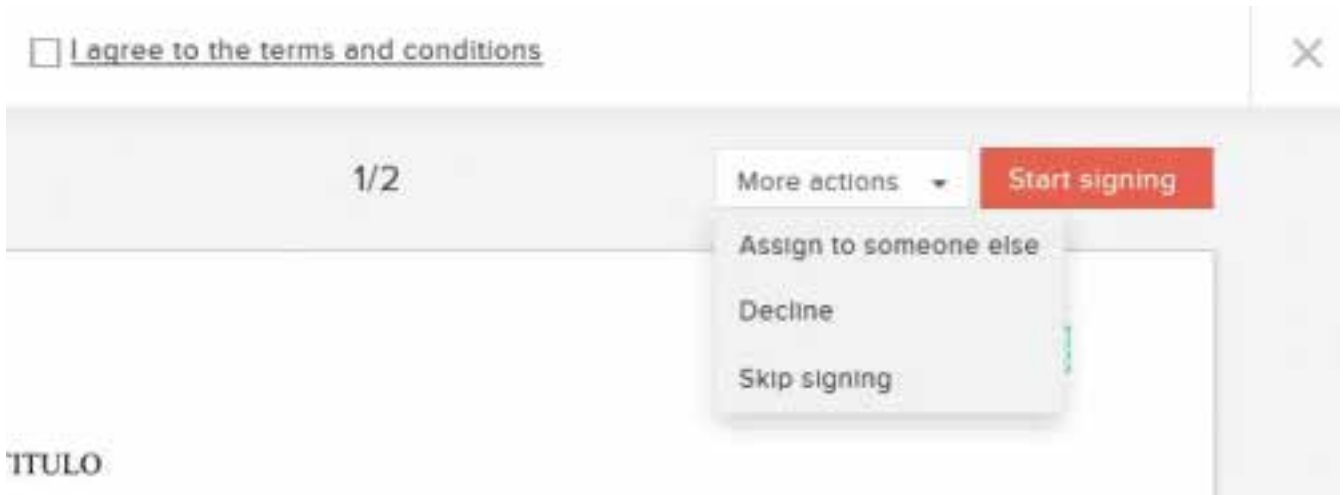 I agree to the terms and conditions
1/2
More actions
Start signing
Assign to someone else
Decline
Skip signing
TITULO